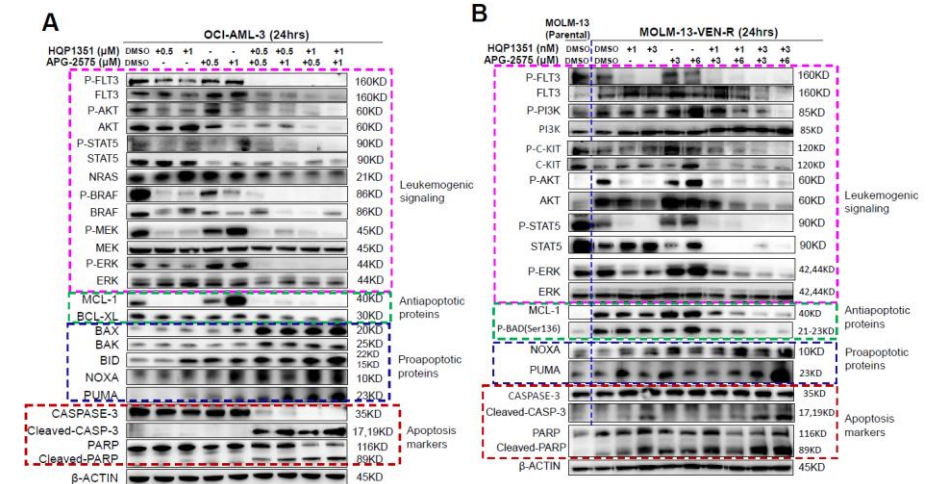 A
OCI-AML-3 (24hrs)
HQP1351 (μM) DMSO +0.5 +1 - - +0.5 +0.5 +1 +1
APG-2575 (μM) DMSO - - +0.5 +1 +0.5 +1 +0.5 +1
P-FLT3 160KD
FLT3 160KD
P-AKT 60KD
AKT 60KD
P-STAT5 90KD
STAT5 90KD
NRAS 21KD
P-BRAF 86KD
BRAF 86KD
P-MEK 45KD
MEK 45KD
P-ERK 44KD
ERK 44KD
Leukemogenic
signaling
MCL-1 40KD
BCL-XL 30KD
Antiapoptotic
proteins
BAX 20KD
BAK 25KD
BID 22KD
15KD
NOXA 10KD
PUMA 23KD
Proapoptotic
proteins
CASPASE-3 35KD
Cleaved-CASP-3 17,19KD
PARP 116KD
Cleaved-PARP 89KD
Apoptosis
markers
β-ACTIN 45KD
B
MOLM-13
(Parental)
MOLM-13-VEN-R (24hrs)
HQP1351 (nM) DMSO DMSO +1 +3 - - +1 +1 +3 +3
APG-2575 (μM) DMSO DMSO - - +3 +6 +3 +6 +3 +6
P-FLT3 160KD
FLT3 160KD
P-PI3K 85KD
PI3K 85KD
P-C-KIT 120KD
C-KIT 120KD
P-AKT 60KD
AKT 60KD
P-STAT5 90KD
STAT5 90KD
P-ERK 42,44KD
ERK 42,44KD
Leukemogenic
signaling
MCL-1 40KD
P-BAD(Ser136) 21-23KD
Antiapoptotic
proteins
NOXA 10KD
PUMA 23KD
Proapoptotic
proteins
CASPASE-3 35KD
Cleaved-CASP-3 17,19KD
PARP 116KD
Cleaved-PARP 89KD
Apoptosis
markers
β-ACTIN 45KD